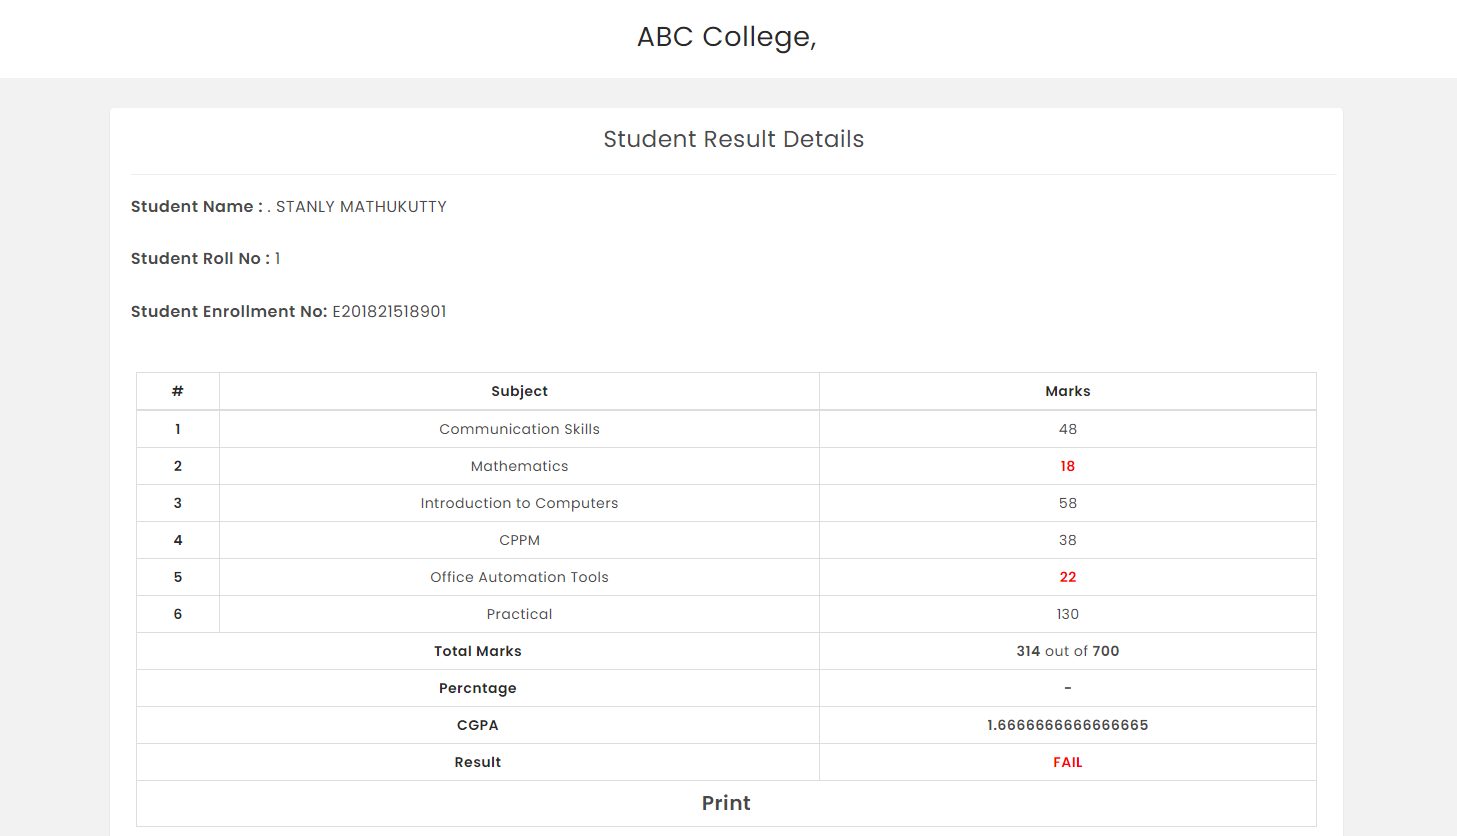 ABC College,
Student Result Details
Student Name : . STANLY MATHUKUTTY
Student Roll No : 1
Student Enrollment No: E201821518901
# Subject Marks
1 Communication Skills 48
2 Mathematics 18
3 Introduction to Computers 58
4 CPPM 38
5 Office Automation Tools 22
6 Practical 130
Total Marks 314 out of 700
Percntage -
CGPA 1.6666666666666665
Result FAIL
Print